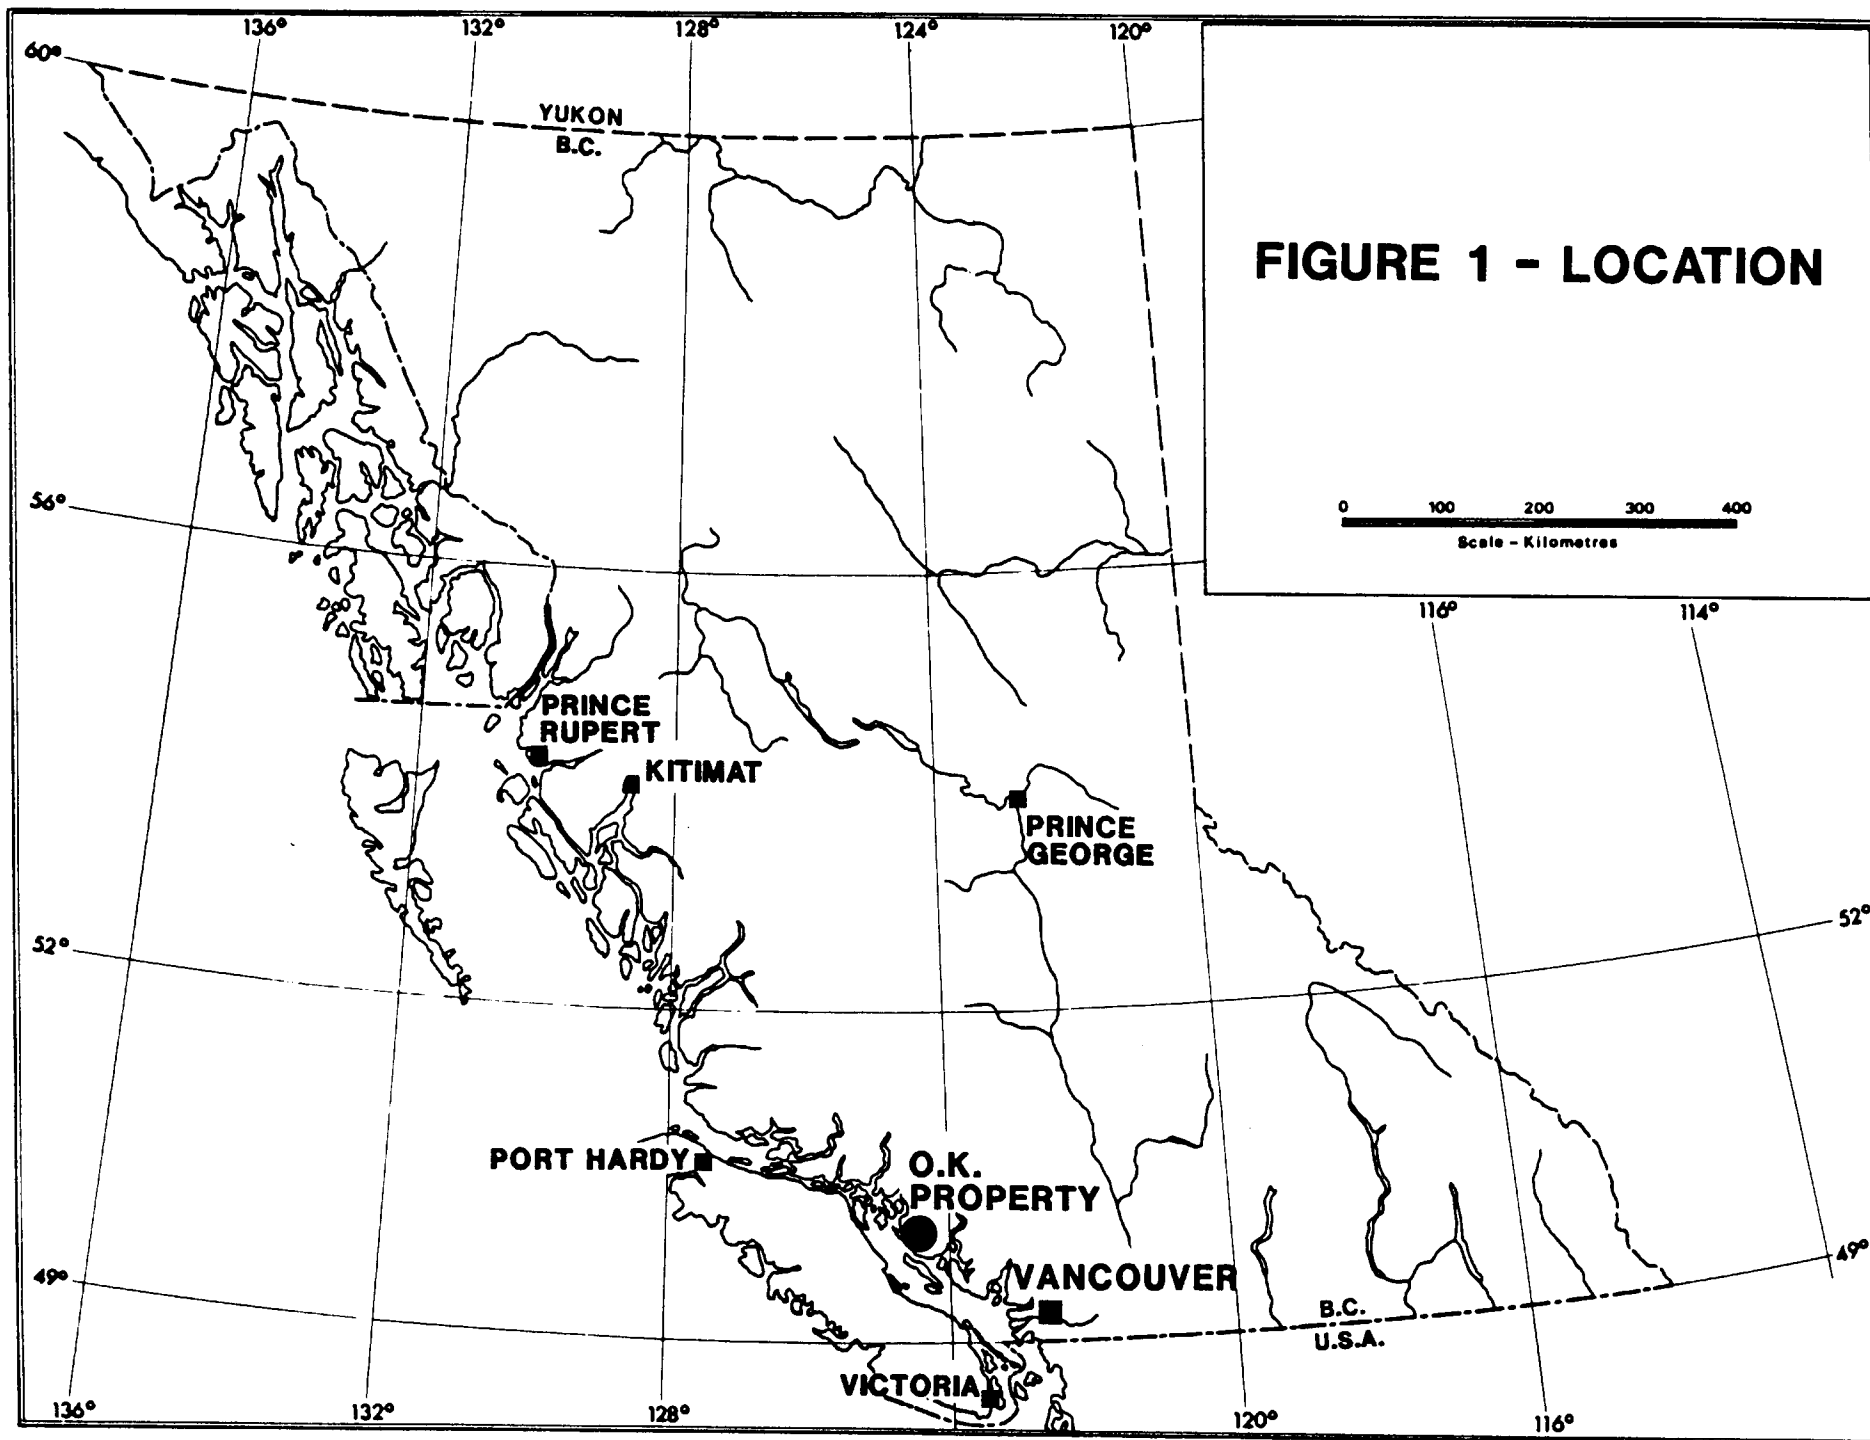 136°
132°
128°
124°
120°
60°
YUKON
B.C.
FIGURE 1 - LOCATION
0 100 200 300 400
Scale - Kilometres
56°
116°
114°
PRINCE
RUPERT
KITIMAT
PRINCE
GEORGE
52°
52°
PORT HARDY
O.K.
PROPERTY
49°
49°
VANCOUVER
B.C.
U.S.A.
VICTORIA
136°
132°
128°
120°
116°